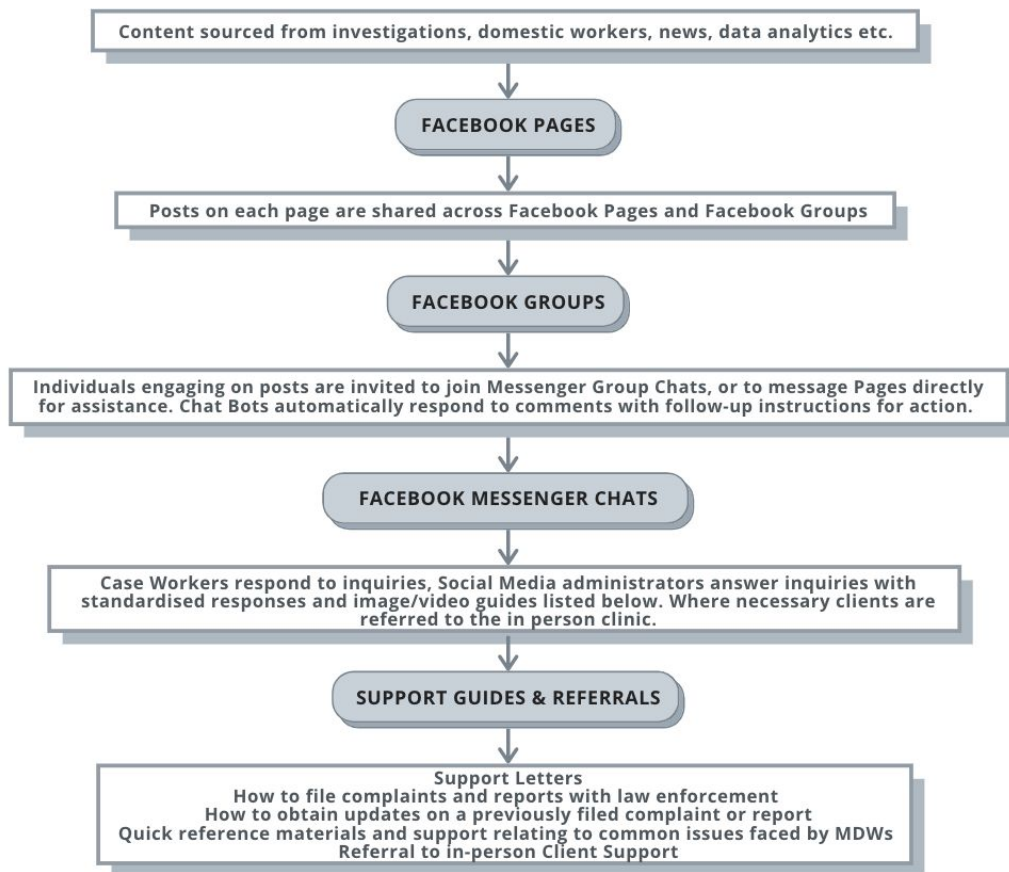 Content sourced from investigations, domestic workers, news, data analytics etc.
FACEBOOK PAGES
Posts on each page are shared across Facebook Pages and Facebook Groups
FACEBOOK GROUPS
Individuals engaging on posts are invited to join Messenger Group Chats, or to message Pages directly
for assistance. Chat Bots automatically respond to comments with follow-up instructions for action.
FACEBOOK MESSENGER CHATS
Case Workers respond to inquiries, Social Media administrators answer inquiries with
standardised responses and image/video guides listed below. Where necessary clients are
referred to the in person clinic.
SUPPORT GUIDES & REFERRALS
Support Letters
How to file complaints and reports with law enforcement
How to obtain updates on a previously filed complaint or report
Quick reference materials and support relating to common issues faced by MDWs
Referral to in-person Client Support